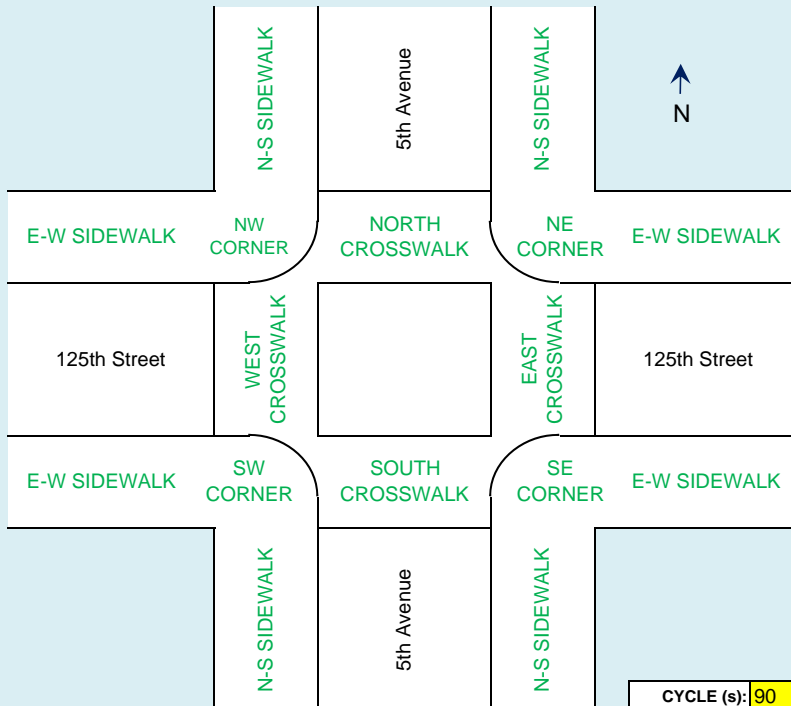 N-S SIDEWALK
5th Avenue
N-S SIDEWALK
N
E-W SIDEWALK
NW
CORNER
NORTH
CROSSWALK
NE
CORNER
E-W SIDEWALK
125th Street
WEST
CROSSWALK
EAST
CROSSWALK
125th Street
E-W SIDEWALK
SW
CORNER
SOUTH
CROSSWALK
SE
CORNER
E-W SIDEWALK
N-S SIDEWALK
5th Avenue
N-S SIDEWALK
CYCLE (s): 90